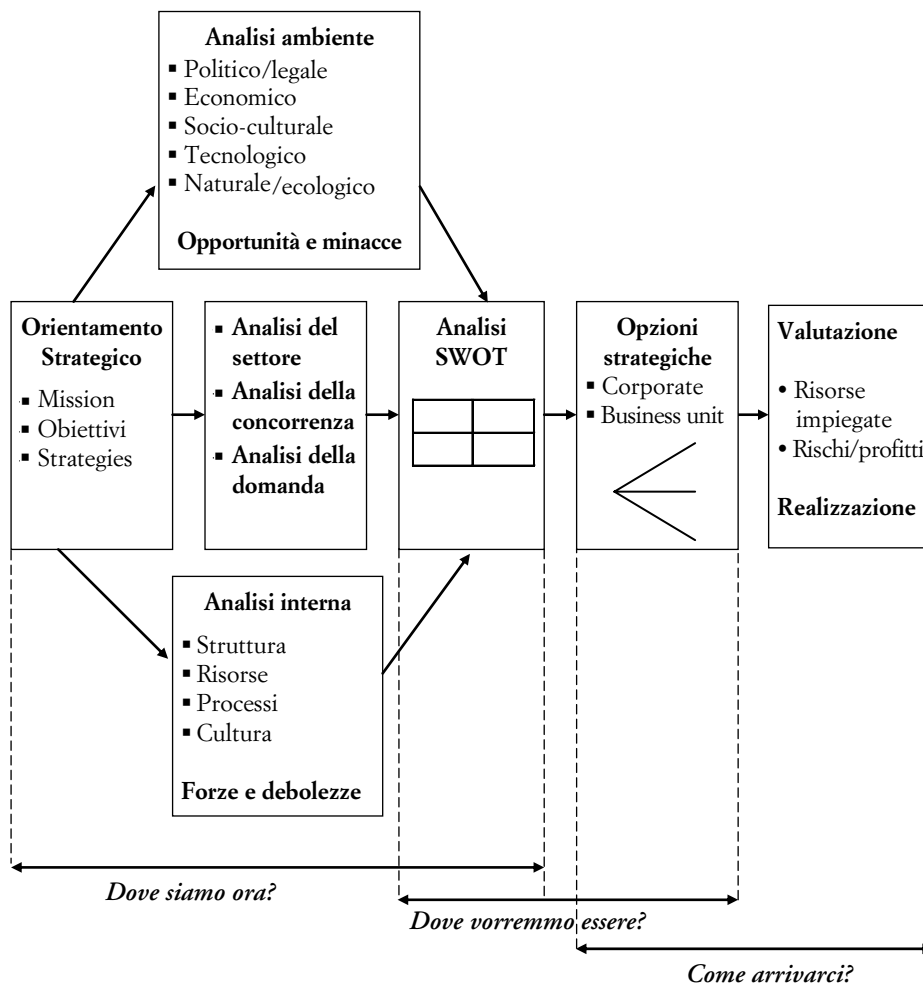 Analisi ambiente
▪ Politico/legale
▪ Economico
▪ Socio-culturale
▪ Tecnologico
▪ Naturale/ecologico
Opportunità e minacce
Orientamento
Strategico
▪ Mission
▪ Obiettivi
▪ Strategies
▪ Analisi del
settore
▪ Analisi della
concorrenza
▪ Analisi della
domanda
Analisi
SWOT
Opzioni
strategiche
▪ Corporate
▪ Business unit
Valutazione
• Risorse
impiegate
• Rischi/profitti
Realizzazione
Analisi interna
▪ Struttura
▪ Risorse
▪ Processi
▪ Cultura
Forze e debolezze
Dove siamo ora?
Dove vorremmo essere?
Come arrivarci?